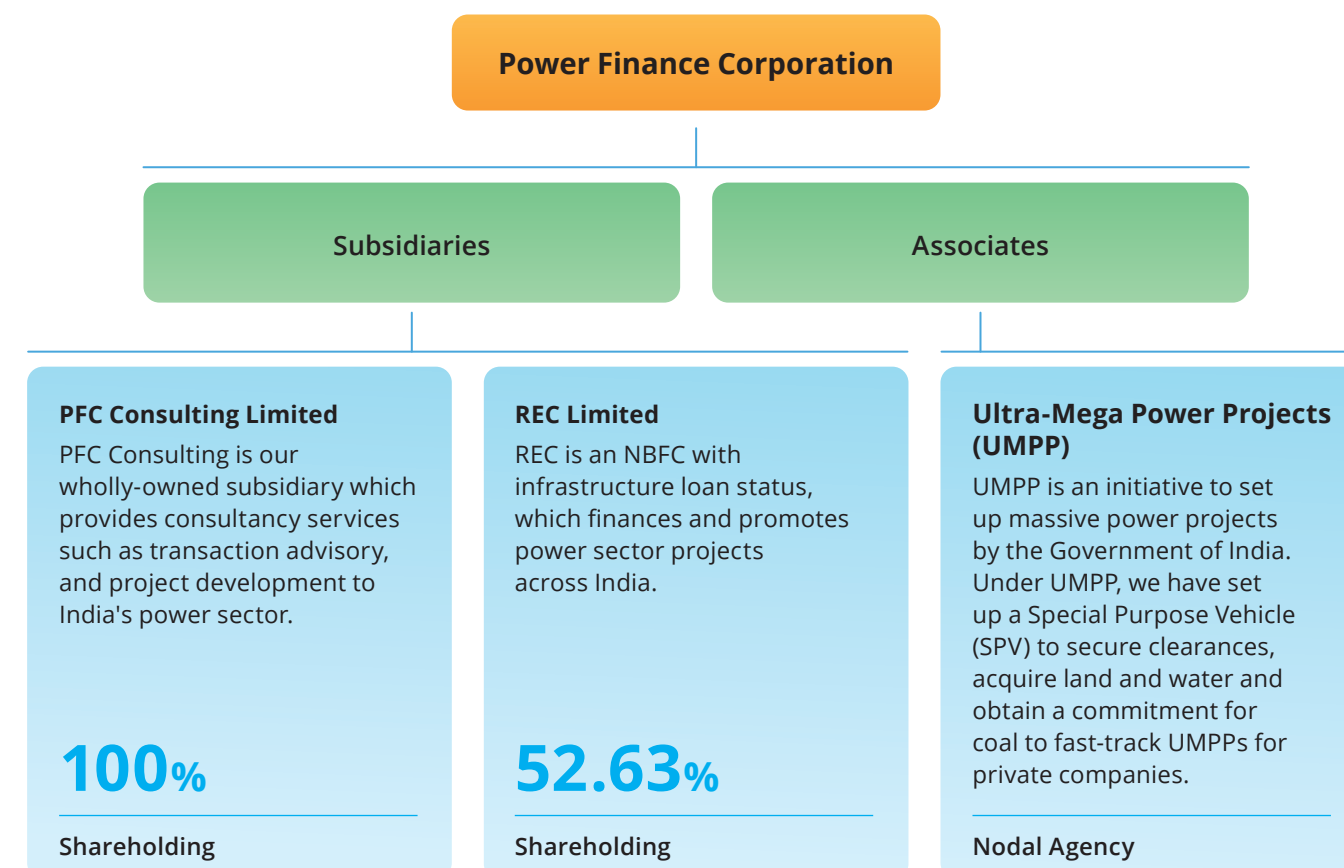 Power Finance Corporation
Subsidiaries
Associates
PFC Consulting Limited
PFC Consulting is our
wholly-owned subsidiary which
provides consultancy services
such as transaction advisory,
and project development to
India's power sector.
100%
Shareholding
REC Limited
REC is an NBFC with
infrastructure loan status,
which finances and promotes
power sector projects
across India.
52.63%
Shareholding
Ultra-Mega Power Projects
(UMPP)
UMPP is an initiative to set
up massive power projects
by the Government of India.
Under UMPP, we have set
up a Special Purpose Vehicle
(SPV) to secure clearances,
acquire land and water and
obtain a commitment for
coal to fast-track UMPPs for
private companies.
Nodal Agency